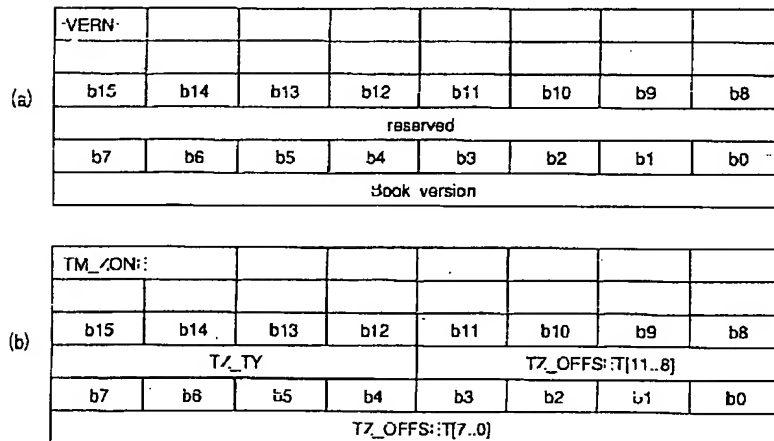 VERN
(a)
b15 b14 b13 b12 b11 b10 b9 b8
reserved
b7 b6 b5 b4 b3 b2 b1 b0
Book version
(b)
TM_ZONE
b15 b14 b13 b12 b11 b10 b9 b8
TZ_TY TZ_OFFSET[11..8]
b7 b6 b5 b4 b3 b2 b1 b0
TZ_OFFSET[7..0]